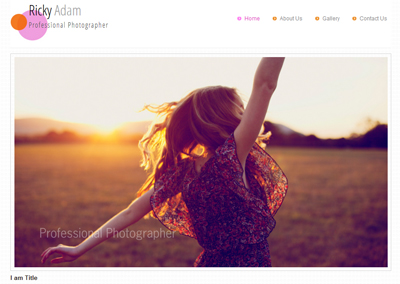 Ricky Adam
Professional Photographer
Home
About Us
Gallery
Contact Us
Professional Photographer
I am Title